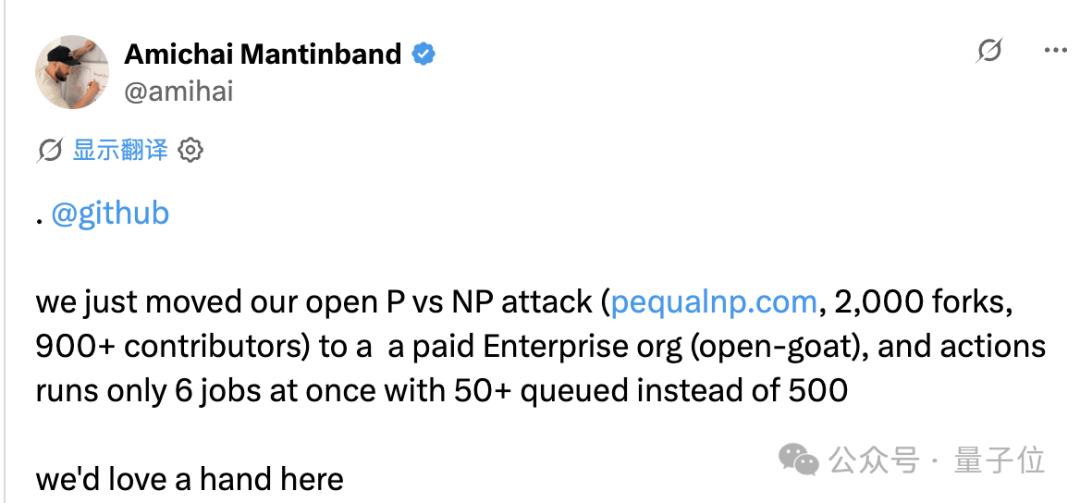 Amichai Mantinband
@amihai
显示翻译
. @github
we just moved our open P vs NP attack (pequalnp.com, 2,000 forks,
900+ contributors) to a a paid Enterprise org (open-goat), and actions
runs only 6 jobs at once with 50+ queued instead of 500
we'd love a hand here
公众号 · 量子位